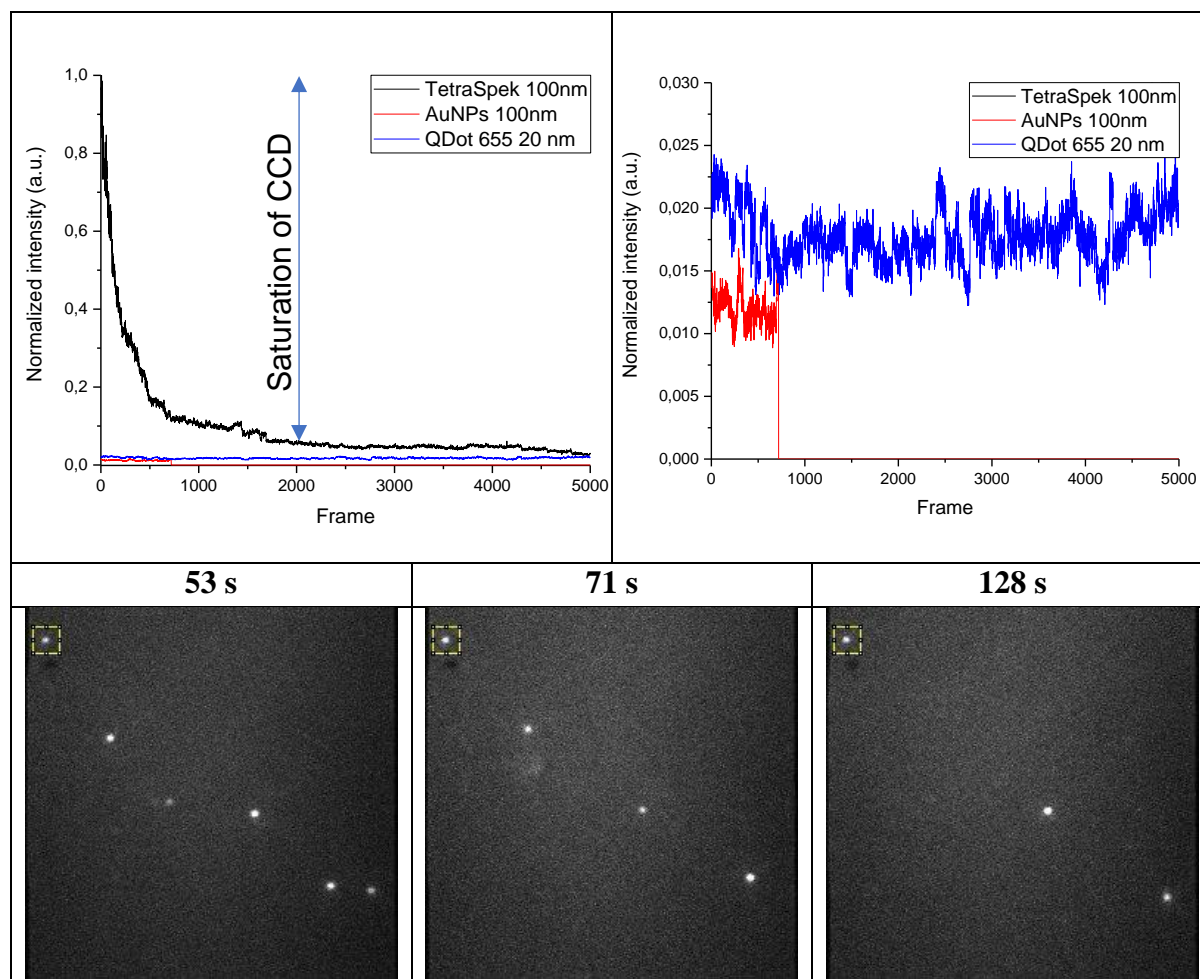 1,0
0,8
0,6
0,4
0,2
0,0
Normalized intensity (a.u.)
0 1000 2000 3000 4000 5000
Frame
Saturation of CCD
TetraSpek 100nm
AuNPs 100nm
QDot 655 20 nm
0,030
0,025
0,020
0,015
0,010
0,005
0,000
Normalized intensity (a.u.)
0 1000 2000 3000 4000 5000
Frame
TetraSpek 100nm
AuNPs 100nm
QDot 655 20 nm
53 s
71 s
128 s